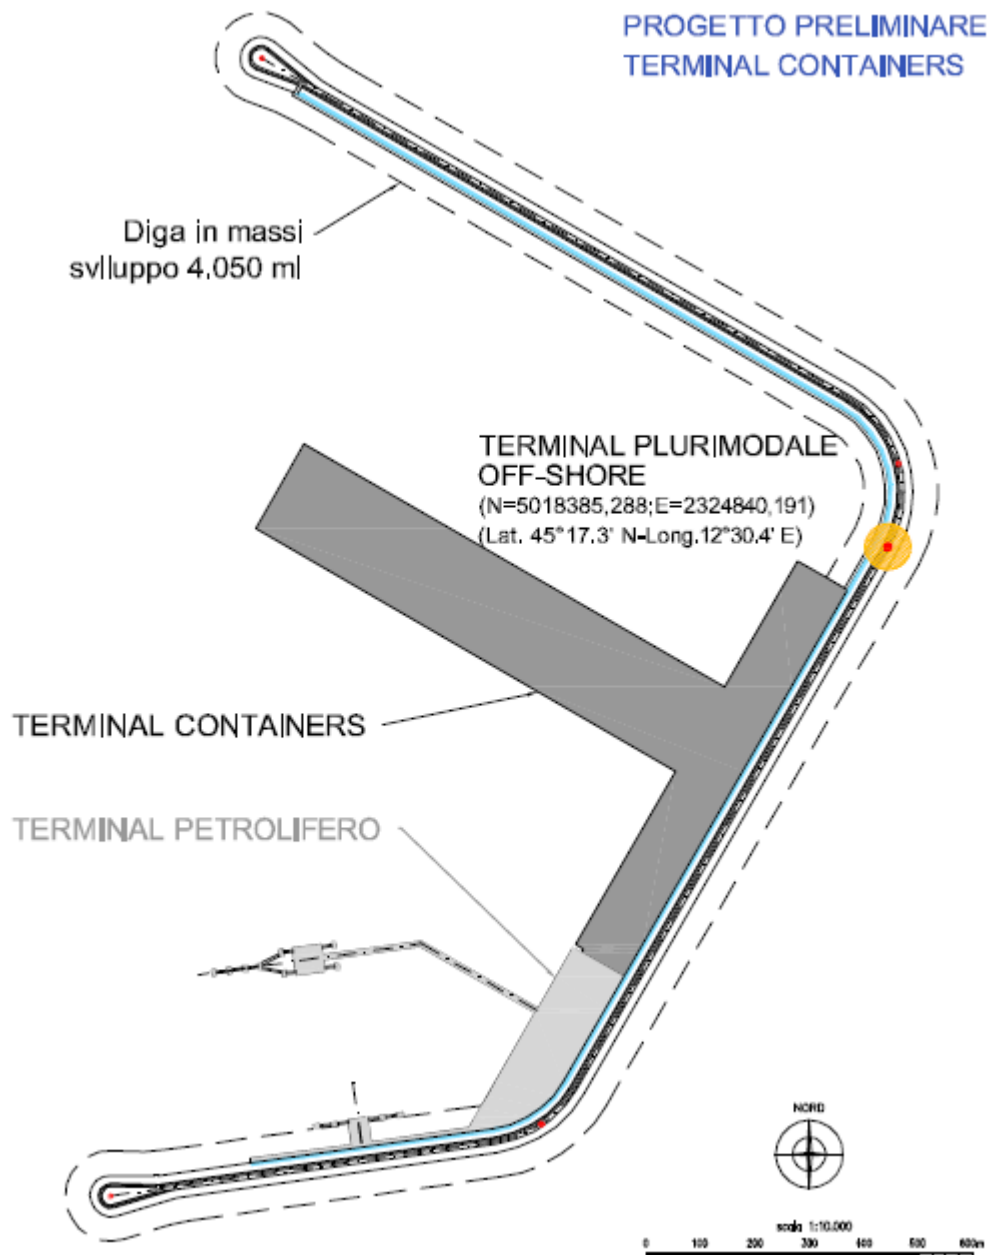 PROGETTO PRELIMINARE
TERMINAL CONTAINERS
Diga in massi
sviluppo 4.050 ml
TERMINAL PLURIMODALE
OFF-SHORE
(N=5018385,288;E=2324840,191)
(Lat. 45°17.3' N-Long.12°30.4' E)
TERMINAL CONTAINERS
TERMINAL PETROLIFERO
NORD
scala 1:10.000
0 100 200 300 400 500 600m